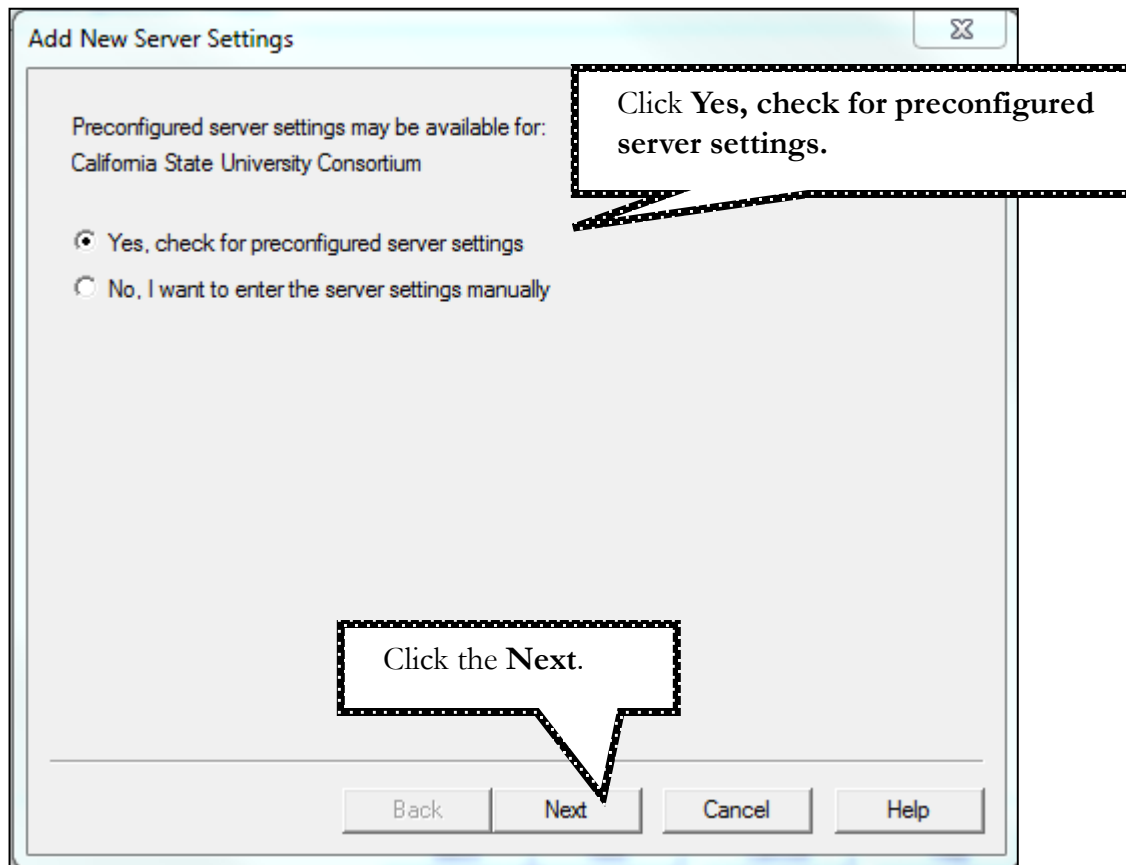 Add New Server Settings
Click Yes, check for preconfigured
server settings.
Preconfigured server settings may be available for:
California State University Consortium
Yes, check for preconfigured server settings
No, I want to enter the server settings manually
Click the Next.
Back
Next
Cancel
Help